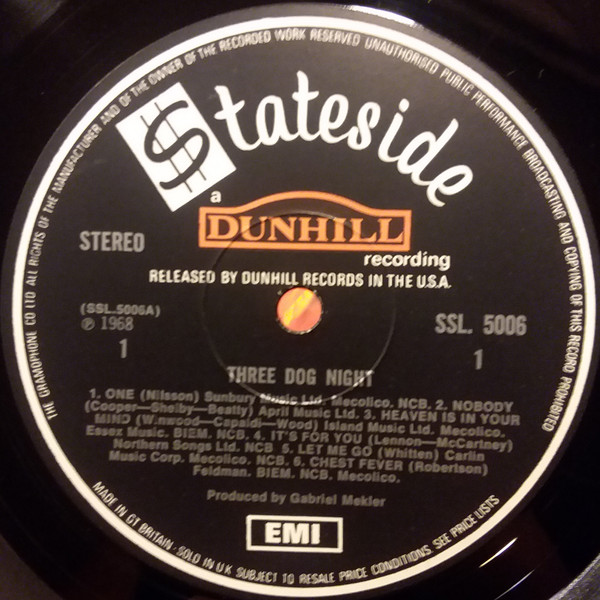 THE GRAMOPHONE CO LTD ALL RIGHTS OF THE MANUFACTURER AND OF THE OWNER OF THE RECORDED WORK RESERVED UNAUTHORISED PUBLIC PERFORMANCE BROADCASTING AND COPYING OF THIS RECORD PROHIBITED
Stateside
a
DUNHILL
recording
STEREO
RELEASED BY DUNHILL RECORDS IN THE U.S.A.
(SSL.5006A)
℗ 1968
1
SSL. 5006
1
THREE DOG NIGHT
1. ONE (Nilsson) Sunbury Music Ltd. Mecolico. NCB. 2. NOBODY
(Cooper—Shelby—Beatty) April Music Ltd. 3. HEAVEN IS IN YOUR
MIND (W.nwood—Capaidi—Wood) Island Music Ltd. Mecolico.
Essex Music. BIEM. NCB. 4. IT'S FOR YOU (Lennon—McCartney)
Northern Songs Ltd. NCB 5. LET ME GO (Whitten) Carlin
Music Corp. Mecolico. NCB. 6. CHEST FEVER (Robertson)
Feldman. BIEM. NCB. Mecolico.
Produced by Gabriel Mekler
EMI
MADE IN GT BRITAIN · SOLD IN U K SUBJECT TO RESALE PRICE CONDITIONS SEE PRICE LISTS